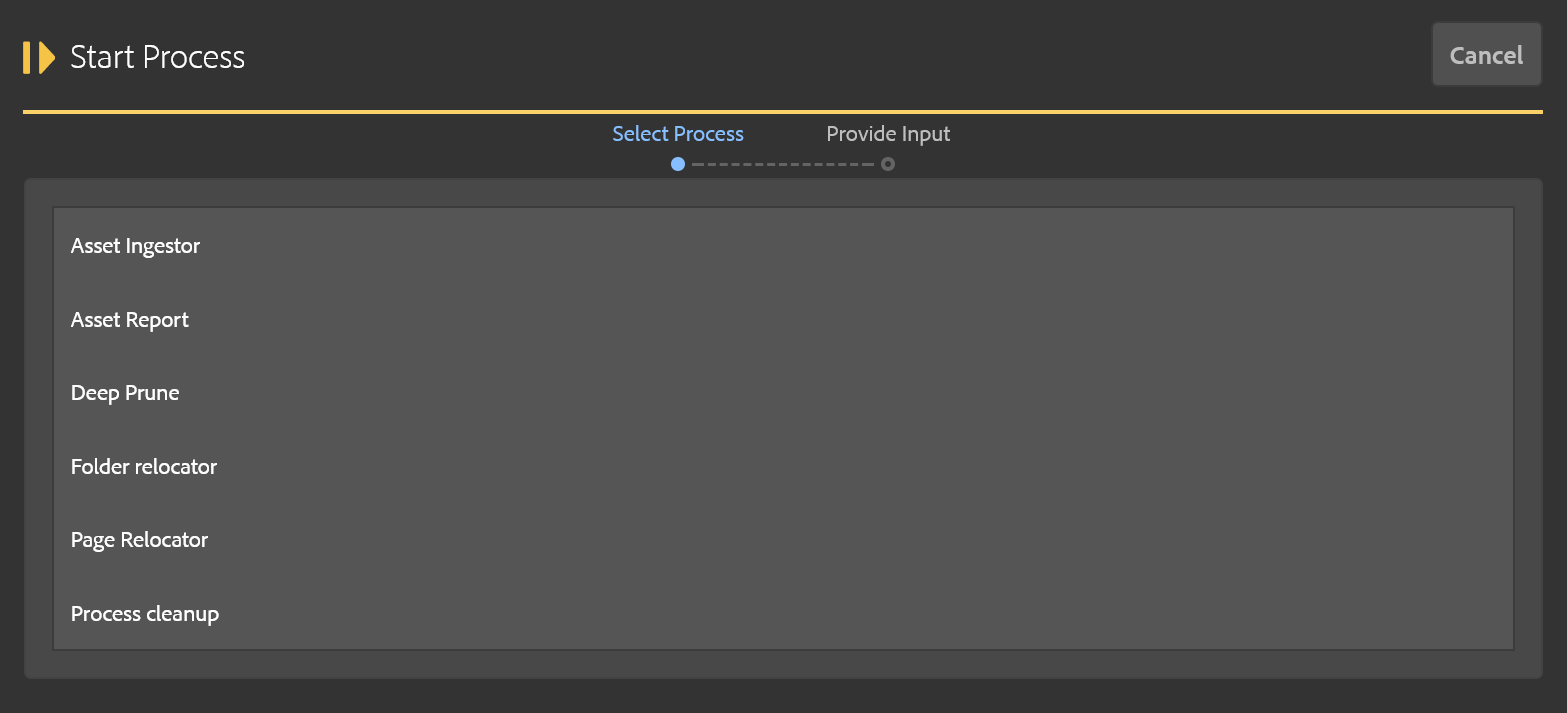 Start Process
Cancel
Select Process
Provide Input
Asset Ingestor
Asset Report
Deep Prune
Folder relocator
Page Relocator
Process cleanup